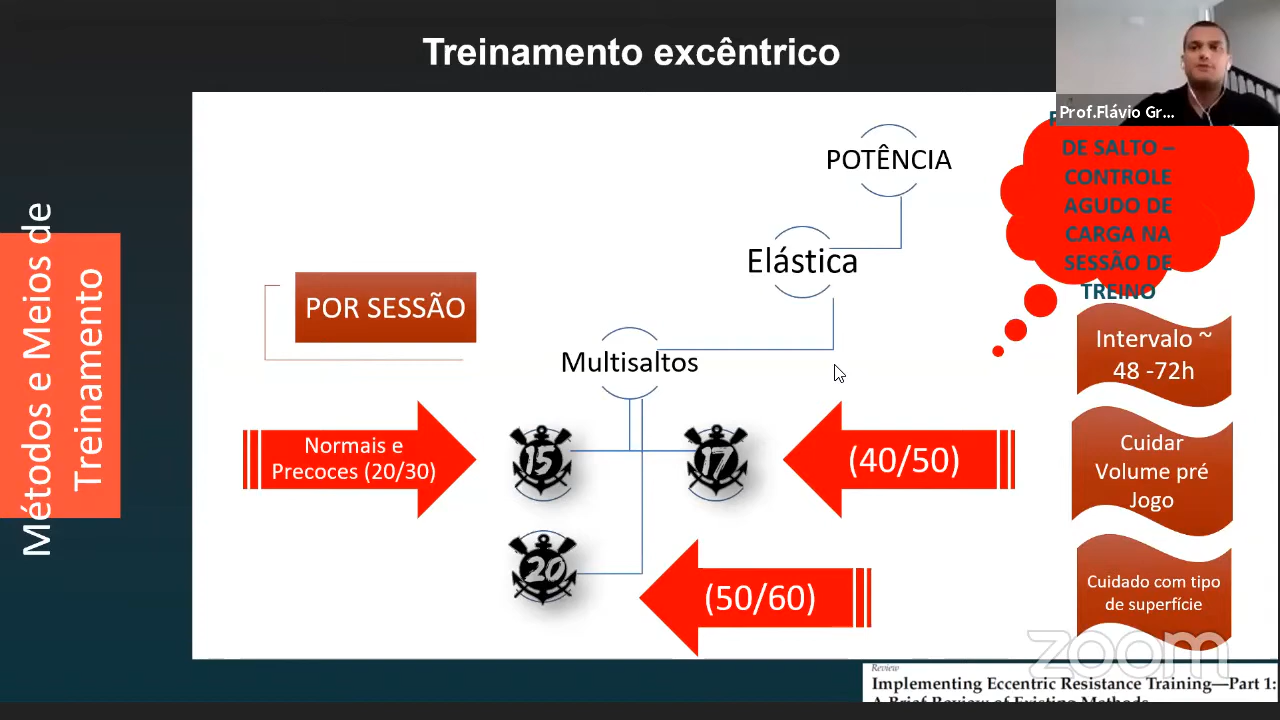 Treinamento excêntrico
Prof.Flávio Gr...
Métodos e Meios de
Treinamento
POTÊNCIA
Elástica
Multisaltos
POR SESSÃO
Normais e
Precoces (20/30)
15
17
(40/50)
20
(50/60)
DE SALTO –
CONTROLE
AGUDO DE
CARGA NA
SESSÃO DE
TREINO
Intervalo ~
48 -72h
Cuidar
Volume pré
Jogo
Cuidado com tipo
de superfície
zoom
Review
Implementing Eccentric Resistance Training—Part 1:
A Brief Review of Existing Methods